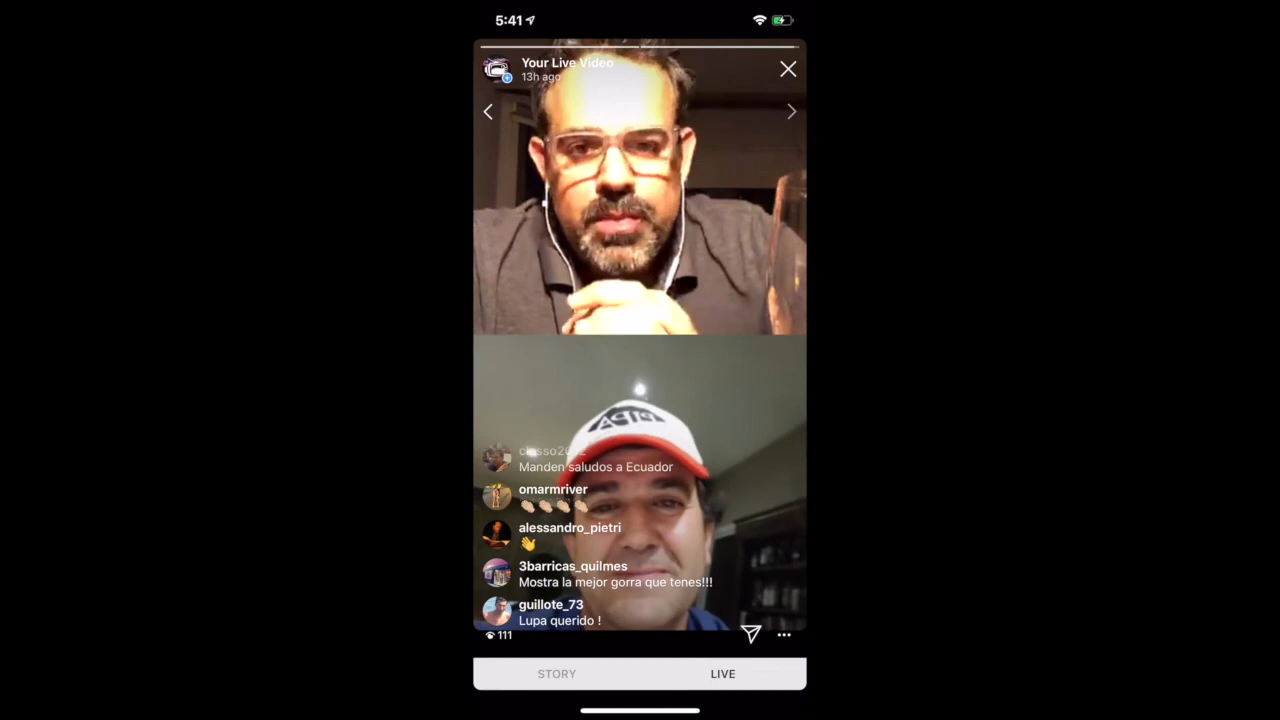 5:41
Your Live Video
13h ago
Manden saludos a Ecuador
omarmriver
alessandro_pietri
3barricas_quilmes
Mostra la mejor gorra que tenes!!!
guillote_73
Lupa querido !
111
STORY
LIVE